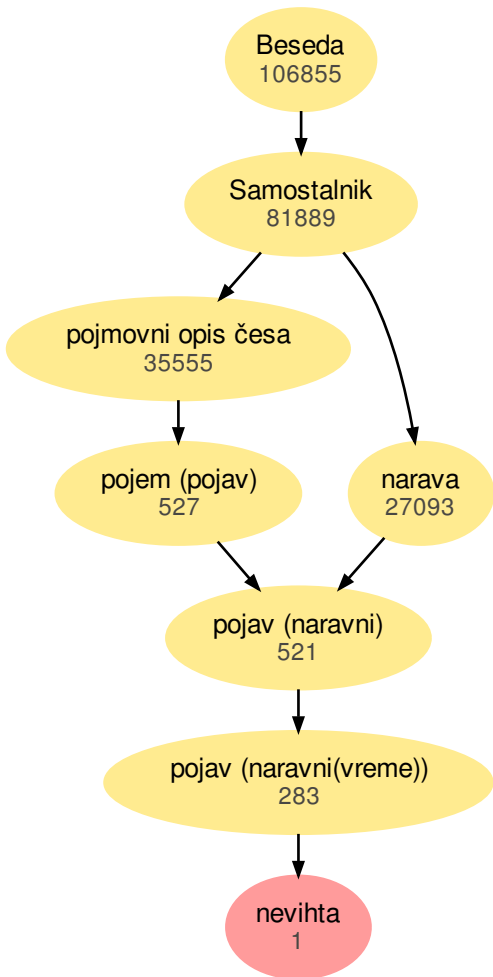 Beseda
106855
Samostalnik
81889
pojmovni opis česa
35555
pojem (pojav)
527
narava
27093
pojav (naravni)
521
pojav (naravni(vreme))
283
nevihta
1